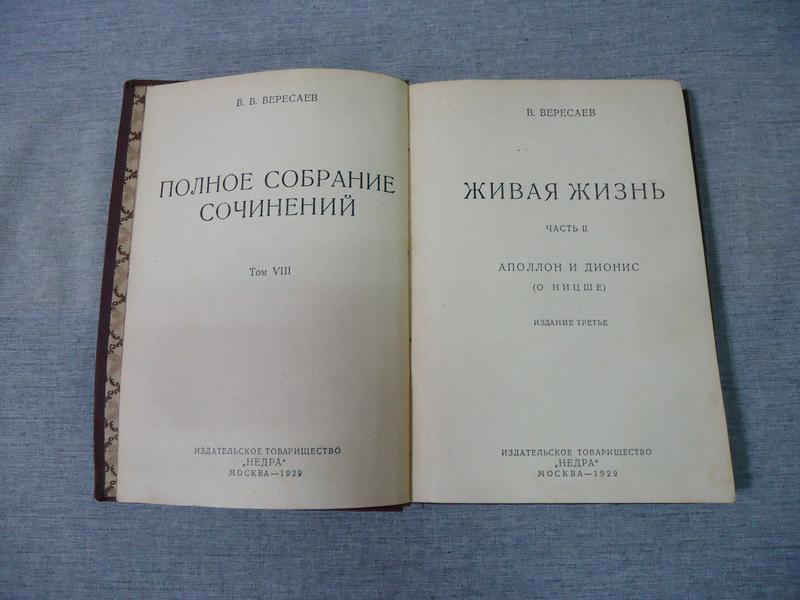 В. В. ВЕРЕСАЕВ
ПОЛНОЕ СОБРАНИЕ
СОЧИНЕНИЙ
Том VIII
ИЗДАТЕЛЬСКОЕ ТОВАРИЩЕСТВО
„НЕДРА“
МОСКВА—1929
В. ВЕРЕСАЕВ
ЖИВАЯ ЖИЗНЬ
ЧАСТЬ II
АПОЛЛОН И ДИОНИС
(О НИЦШЕ)
ИЗДАНИЕ ТРЕТЬЕ
ИЗДАТЕЛЬСКОЕ ТОВАРИЩЕСТВО
„НЕДРА“
МОСКВА—1929